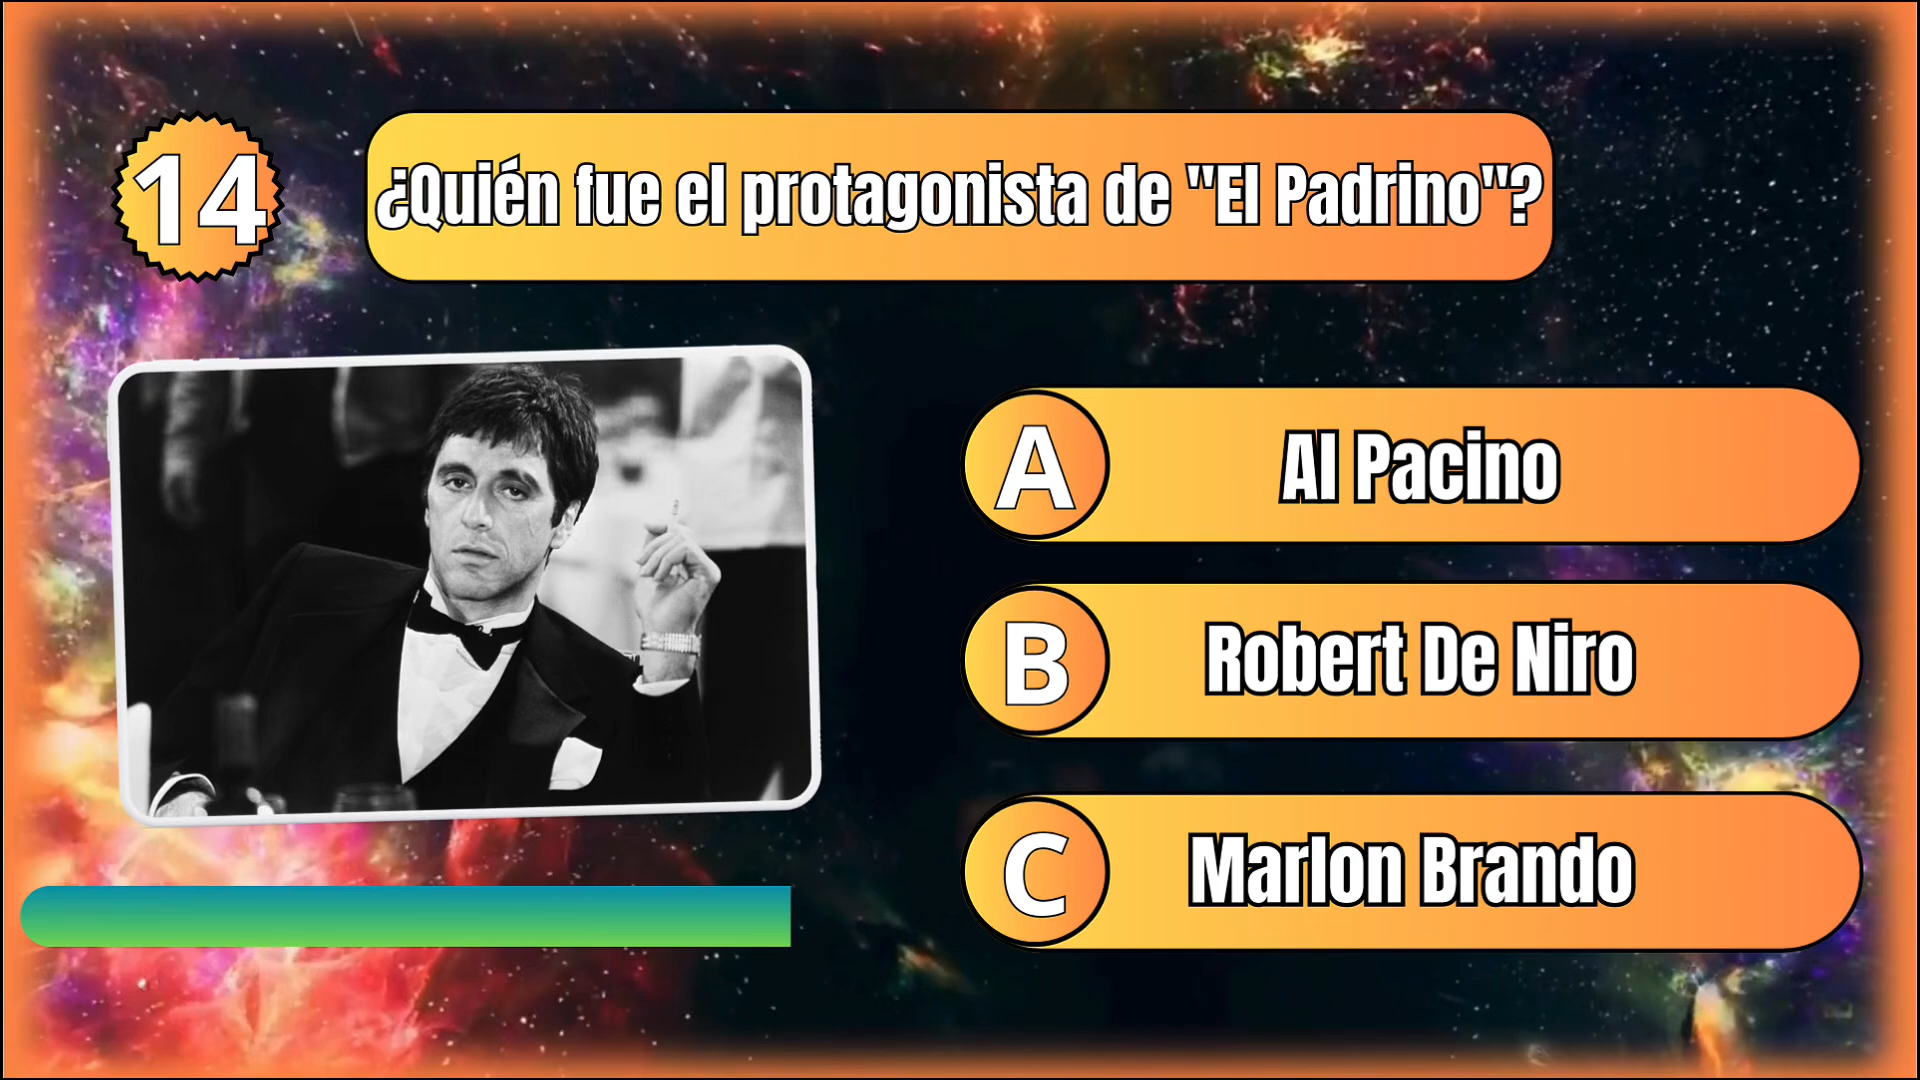 14
¿Quién fue el protagonista de "El Padrino"?
A
Al Pacino
B
Robert De Niro
C
Marlon Brando